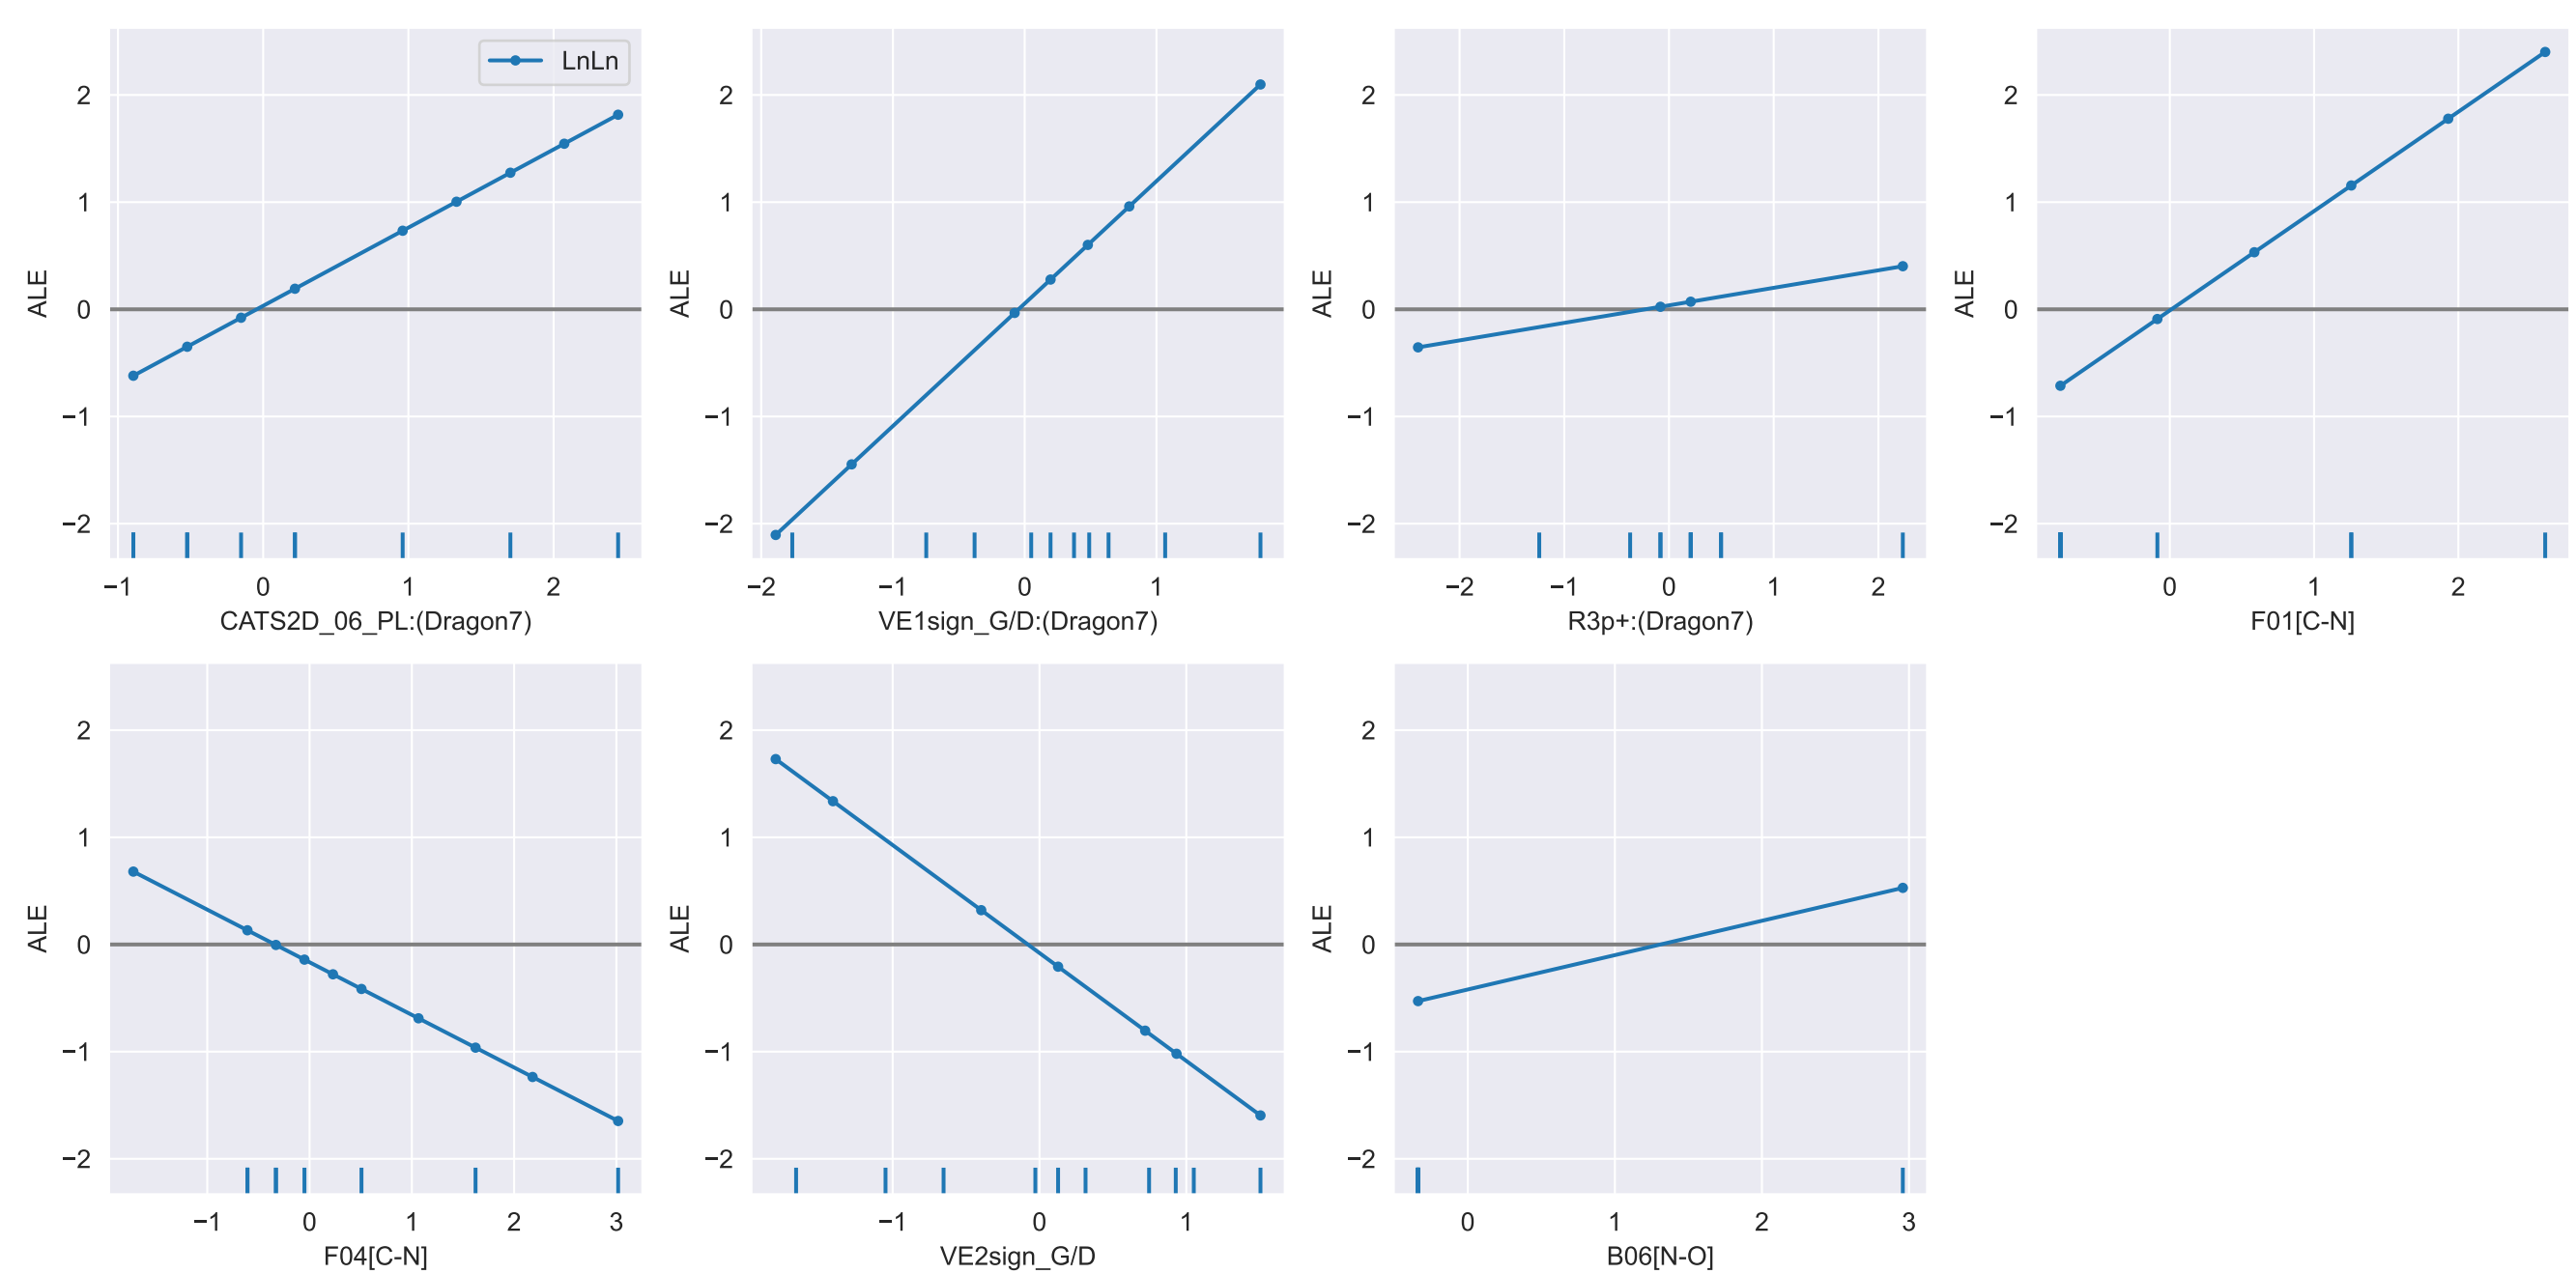 LnLn
ALE
2
1
0
−1
−2
−1 0 1 2
CATS2D_06_PL:(Dragon7)
ALE
2
1
0
−1
−2
−2 −1 0 1
VE1sign_G/D:(Dragon7)
ALE
2
1
0
−1
−2
−2 −1 0 1 2
R3p+:(Dragon7)
ALE
2
1
0
−1
−2
0 1 2
F01[C-N]
ALE
2
1
0
−1
−2
−1 0 1 2 3
F04[C-N]
ALE
2
1
0
−1
−2
−1 0 1
VE2sign_G/D
ALE
2
1
0
−1
−2
0 1 2 3
B06[N-O]